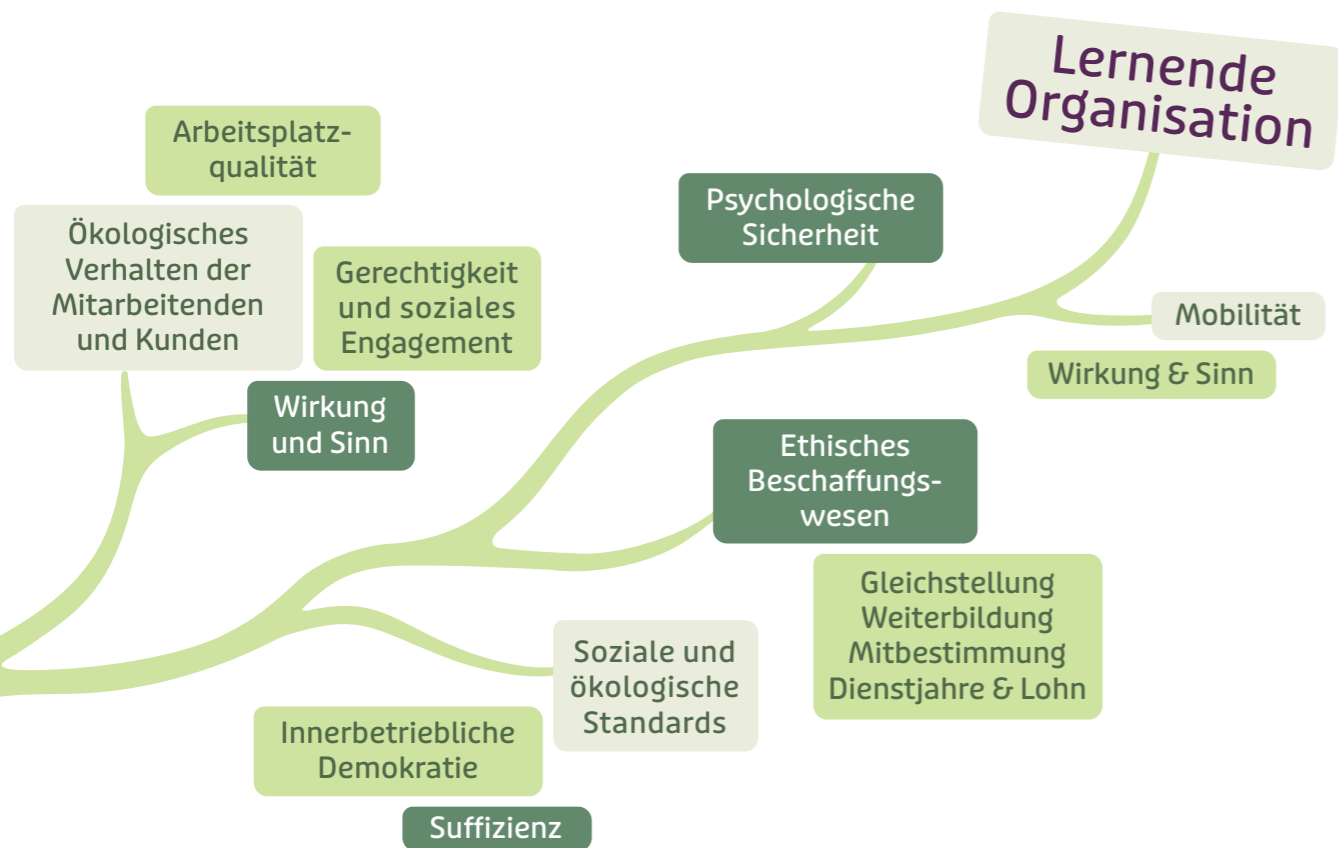 Lernende
Organisation
Arbeitsplatz-
qualität
Psychologische
Sicherheit
Ökologisches
Verhalten der
Mitarbeitenden
und Kunden
Gerechtigkeit
und soziales
Engagement
Mobilität
Wirkung & Sinn
Wirkung
und Sinn
Ethisches
Beschaffungs-
wesen
Gleichstellung
Weiterbildung
Mitbestimmung
Dienstjahre & Lohn
Soziale und
ökologische
Standards
Innerbetriebliche
Demokratie
Suffizienz